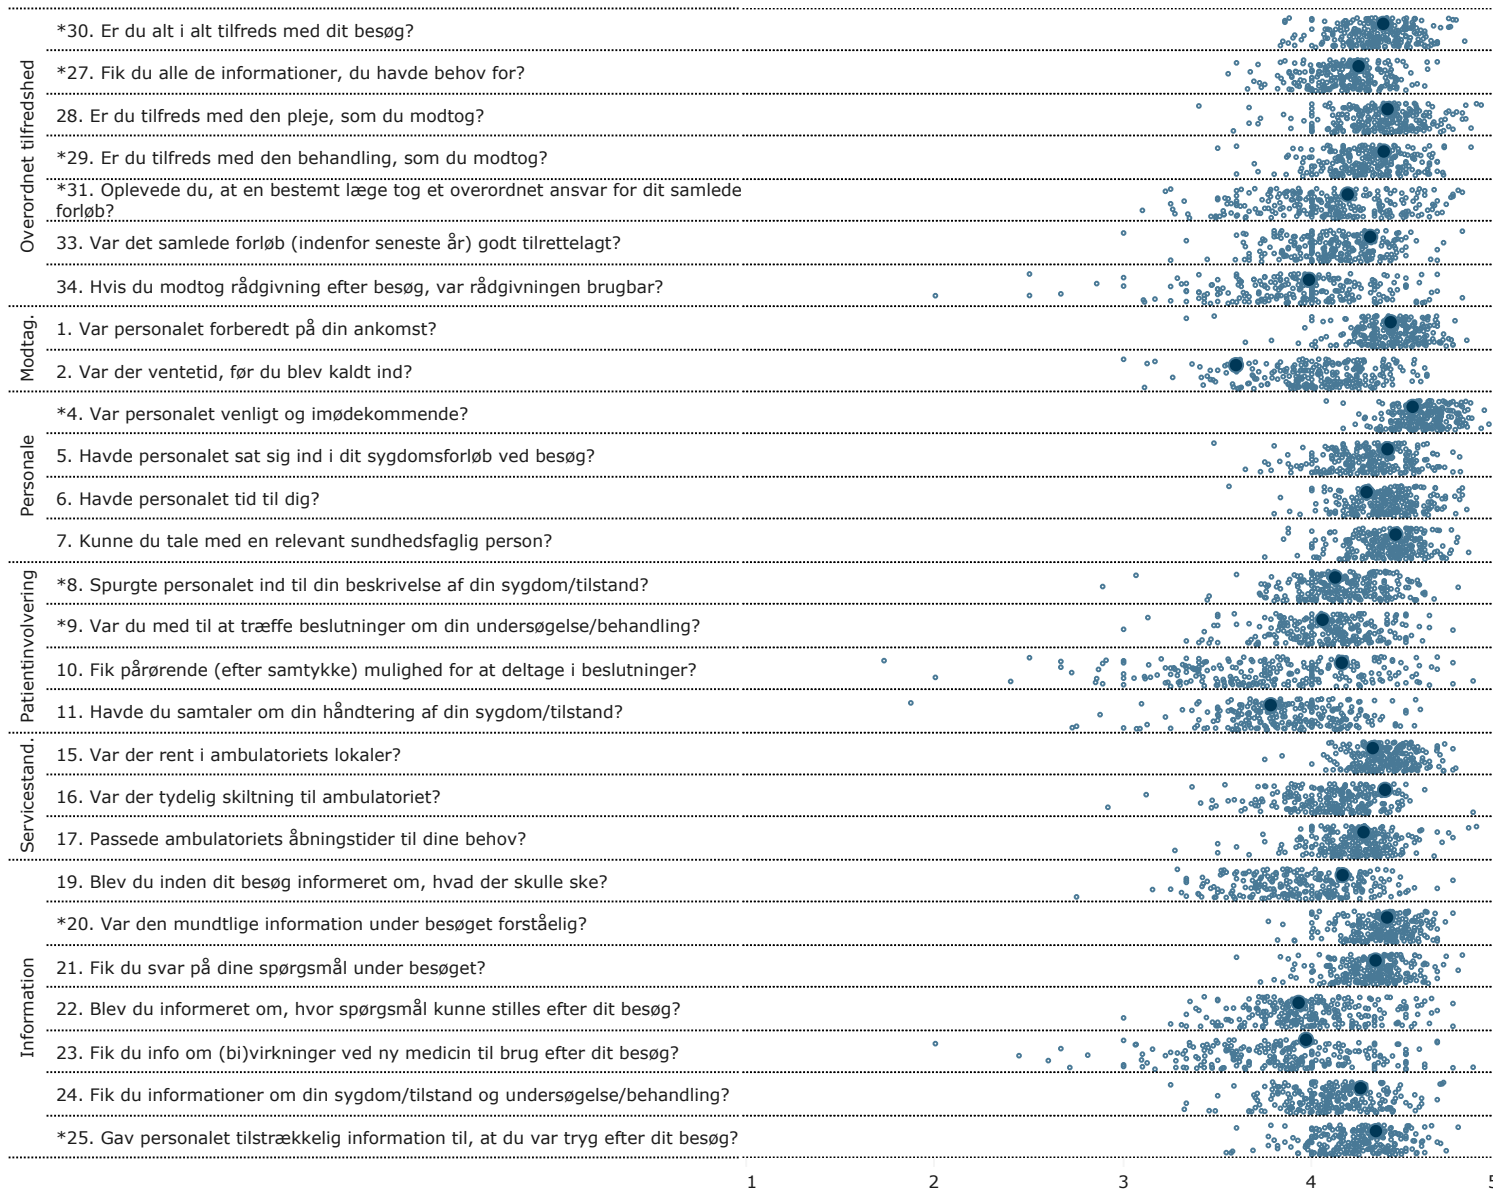 Overordnet tilfredshed
*30. Er du alt i alt tilfreds med dit besøg?
*27. Fik du alle de informationer, du havde behov for?
28. Er du tilfreds med den pleje, som du modtog?
*29. Er du tilfreds med den behandling, som du modtog?
*31. Oplevede du, at en bestemt læge tog et overordnet ansvar for dit samlede
forløb?
33. Var det samlede forløb (indenfor seneste år) godt tilrettelagt?
34. Hvis du modtog rådgivning efter besøg, var rådgivningen brugbar?
Modtag.
1. Var personalet forberedt på din ankomst?
2. Var der ventetid, før du blev kaldt ind?
Personale
*4. Var personalet venligt og imødekommende?
5. Havde personalet sat sig ind i dit sygdomsforløb ved besøg?
6. Havde personalet tid til dig?
7. Kunne du tale med en relevant sundhedsfaglig person?
Patientinvolvering
*8. Spurgte personalet ind til din beskrivelse af din sygdom/tilstand?
*9. Var du med til at træffe beslutninger om din undersøgelse/behandling?
10. Fik pårørende (efter samtykke) mulighed for at deltage i beslutninger?
11. Havde du samtaler om din håndtering af din sygdom/tilstand?
Servicestand.
15. Var der rent i ambulatoriets lokaler?
16. Var der tydelig skiltning til ambulatoriet?
17. Passede ambulatoriets åbningstider til dine behov?
Information
19. Blev du inden dit besøg informeret om, hvad der skulle ske?
*20. Var den mundtlige information under besøget forståelig?
21. Fik du svar på dine spørgsmål under besøget?
22. Blev du informeret om, hvor spørgsmål kunne stilles efter dit besøg?
23. Fik du info om (bi)virkninger ved ny medicin til brug efter dit besøg?
24. Fik du informationer om din sygdom/tilstand og undersøgelse/behandling?
*25. Gav personalet tilstrækkelig information til, at du var tryg efter dit besøg?
1 2 3 4 5